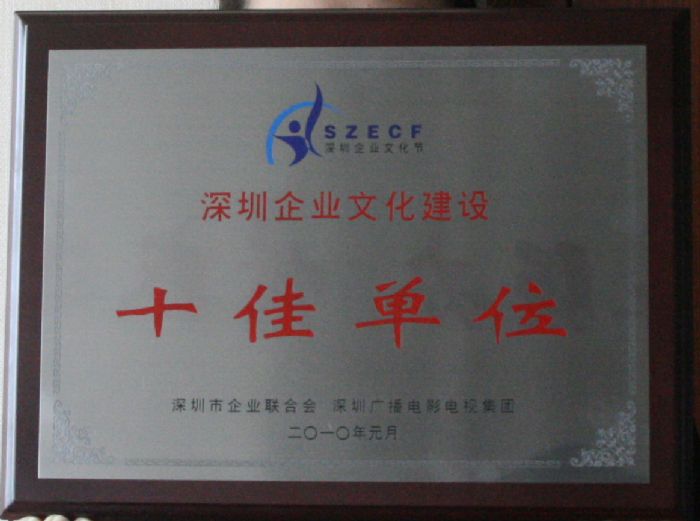 SZECF
深圳企业文化节
深圳企业文化建设
十佳单位
深圳市企业联合会 深圳广播电影电视集团
二〇一〇年元月